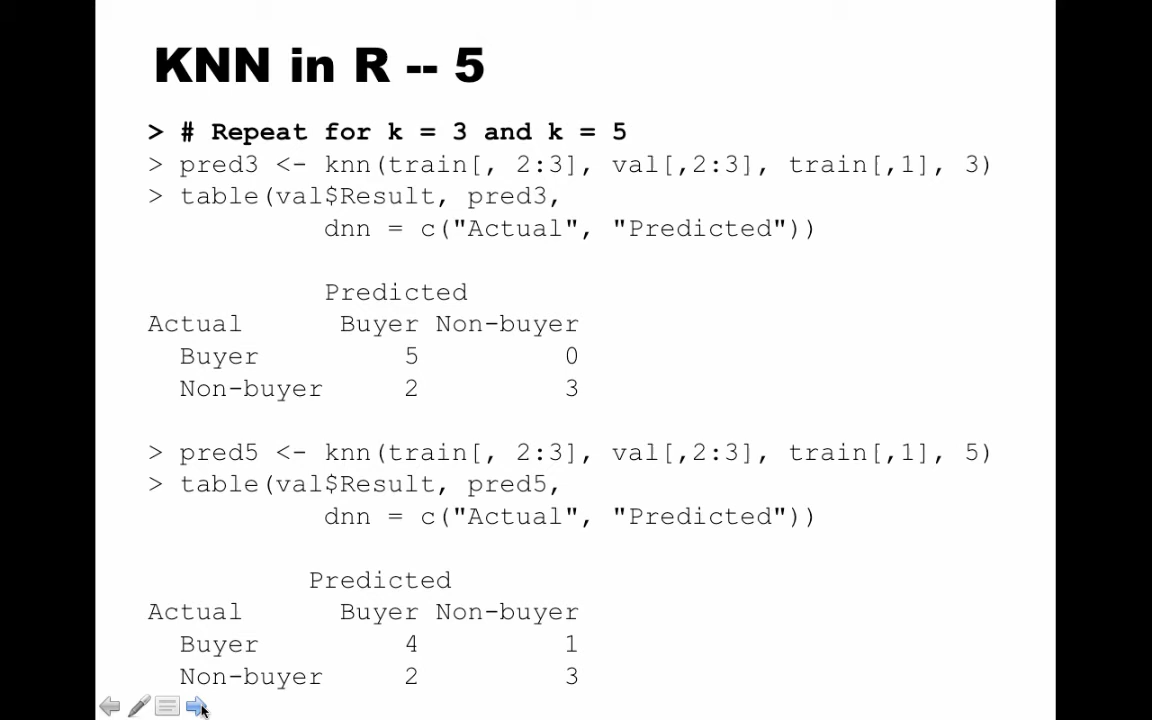 KNN in R -- 5
> # Repeat for k = 3 and k = 5
> pred3 <- knn(train[, 2:3], val[,2:3], train[,1], 3)
> table(val$Result, pred3,
dnn = c("Actual", "Predicted"))
Predicted
Actual Buyer Non-buyer
Buyer 5 0
Non-buyer 2 3
> pred5 <- knn(train[, 2:3], val[,2:3], train[,1], 5)
> table(val$Result, pred5,
dnn = c("Actual", "Predicted"))
Predicted
Actual Buyer Non-buyer
Buyer 4 1
Non-buyer 2 3